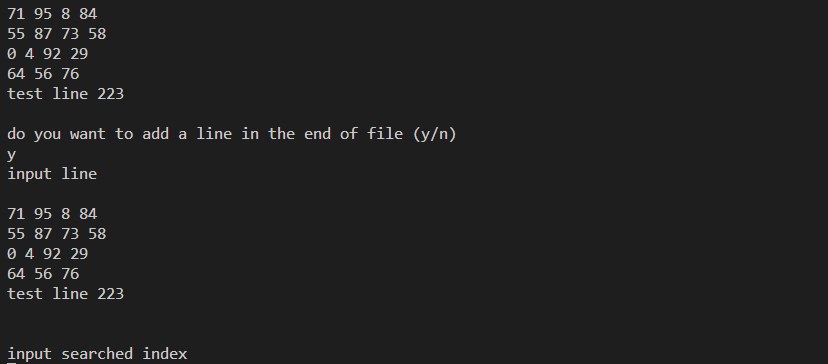 71 95 8 84
55 87 73 58
0 4 92 29
64 56 76
test line 223
do you want to add a line in the end of file (y/n)
y
input line
71 95 8 84
55 87 73 58
0 4 92 29
64 56 76
test line 223
input searched index